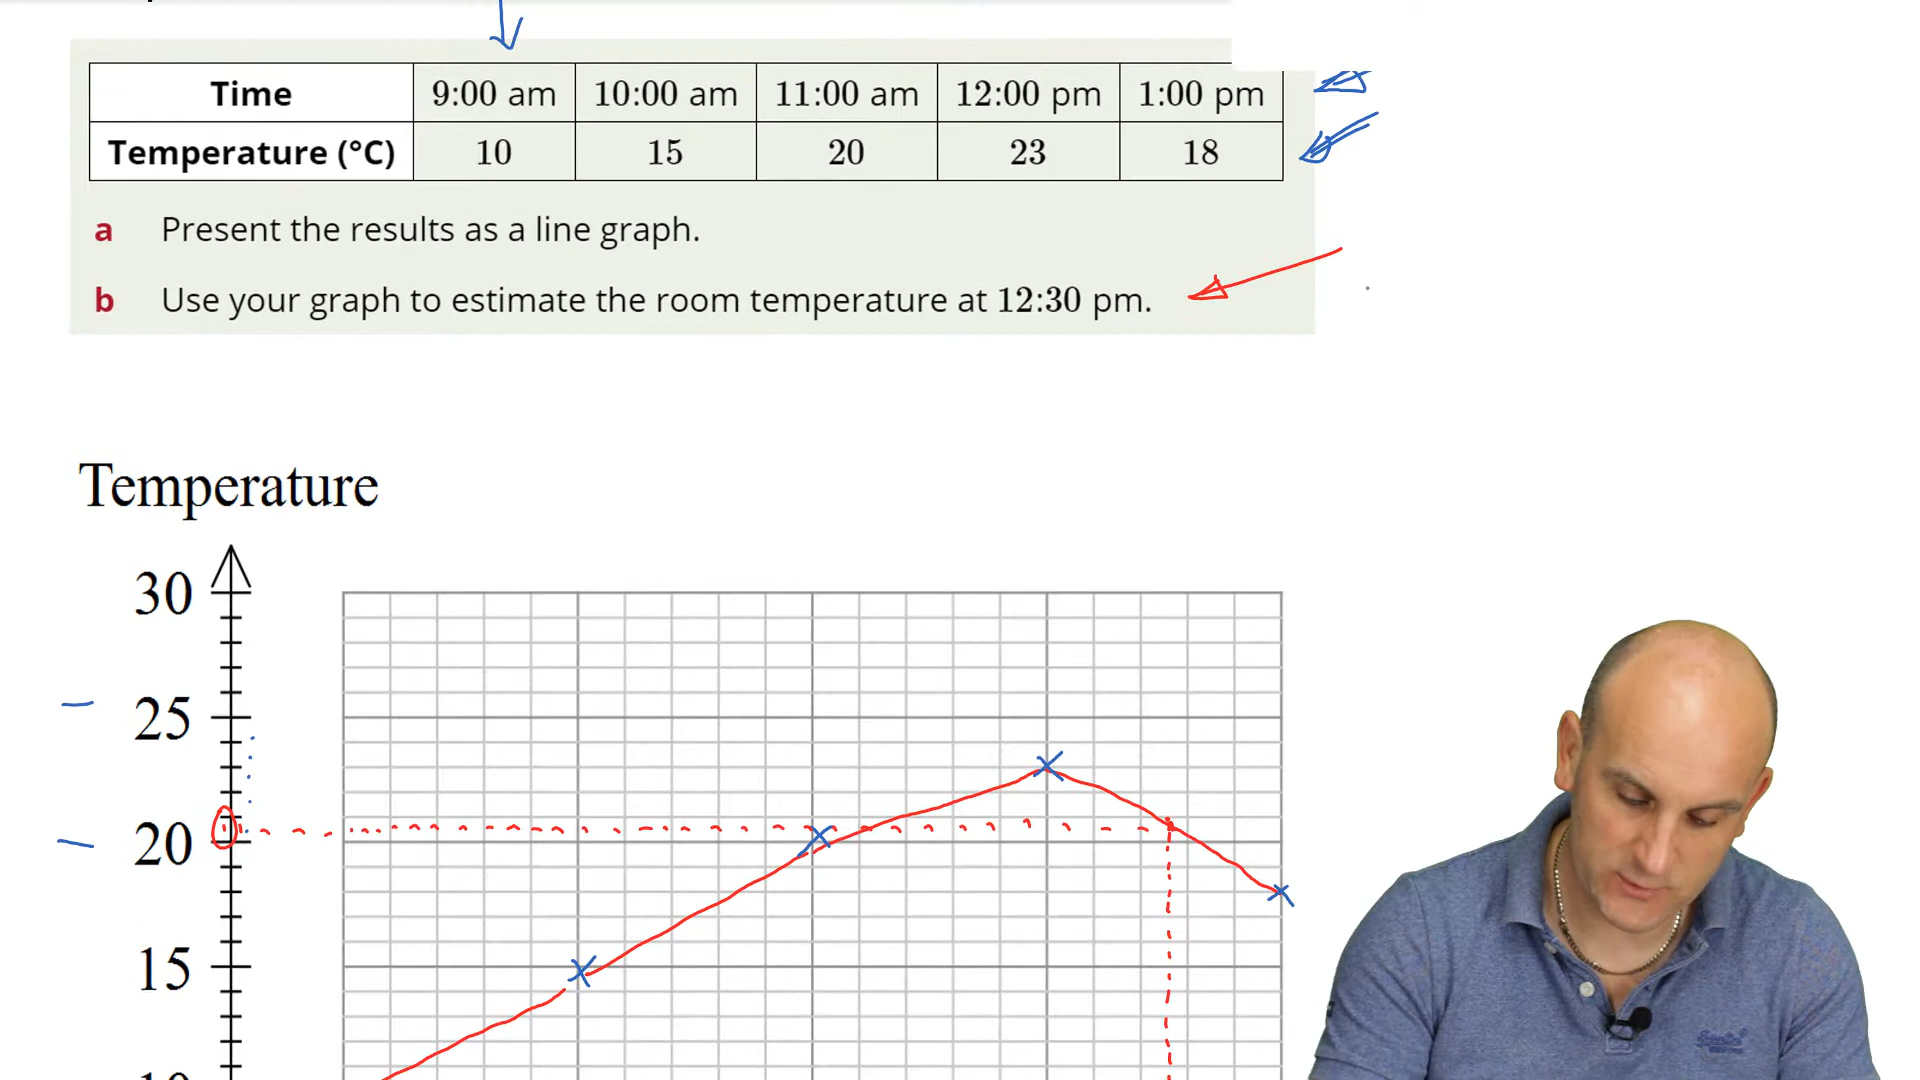 Time 9:00 am 10:00 am 11:00 am 12:00 pm 1:00 pm
Temperature (°C) 10 15 20 23 18
a Present the results as a line graph.
b Use your graph to estimate the room temperature at 12:30 pm.
Temperature
30
25
20
15